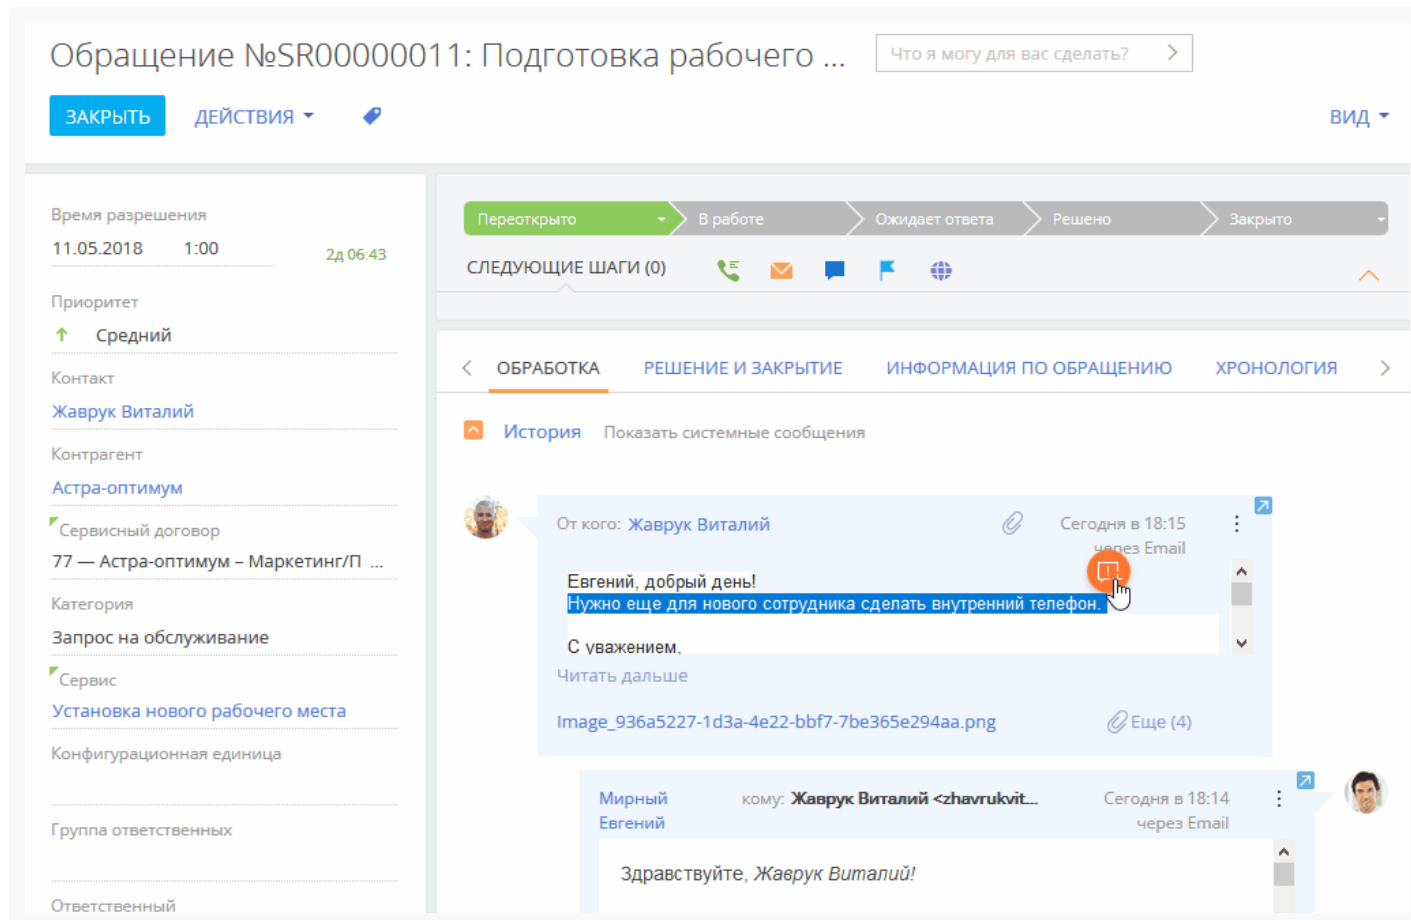 Обращение №SR00000011: Подготовка рабочего ...
Что я могу для вас сделать?
ЗАКРЫТЬ
ДЕЙСТВИЯ
ВИД
Время разрешения
11.05.2018 1:00
2д 06:43
Приоритет
Средний
Контакт
Жаврук Виталий
Контрагент
Астра-оптимум
Сервисный договор
77 — Астра-оптимум – Маркетинг/П ...
Категория
Запрос на обслуживание
Сервис
Установка нового рабочего места
Конфигурационная единица
Группа ответственных
Ответственный
Переоткрыто
В работе
Ожидает ответа
Решено
Закрыто
СЛЕДУЮЩИЕ ШАГИ (0)
ОБРАБОТКА
РЕШЕНИЕ И ЗАКРЫТИЕ
ИНФОРМАЦИЯ ПО ОБРАЩЕНИЮ
ХРОНОЛОГИЯ
История Показать системные сообщения
От кого: Жаврук Виталий
Сегодня в 18:15
через Email
Евгений, добрый день!
Нужно еще для нового сотрудника сделать внутренний телефон.
С уважением,
Читать дальше
Image_936a5227-1d3a-4e22-bbf7-7be365e294aa.png
Еще (4)
Мирный
Евгений
кому: Жаврук Виталий <zhavrukvit...
Сегодня в 18:14
через Email
Здравствуйте, Жаврук Виталий!